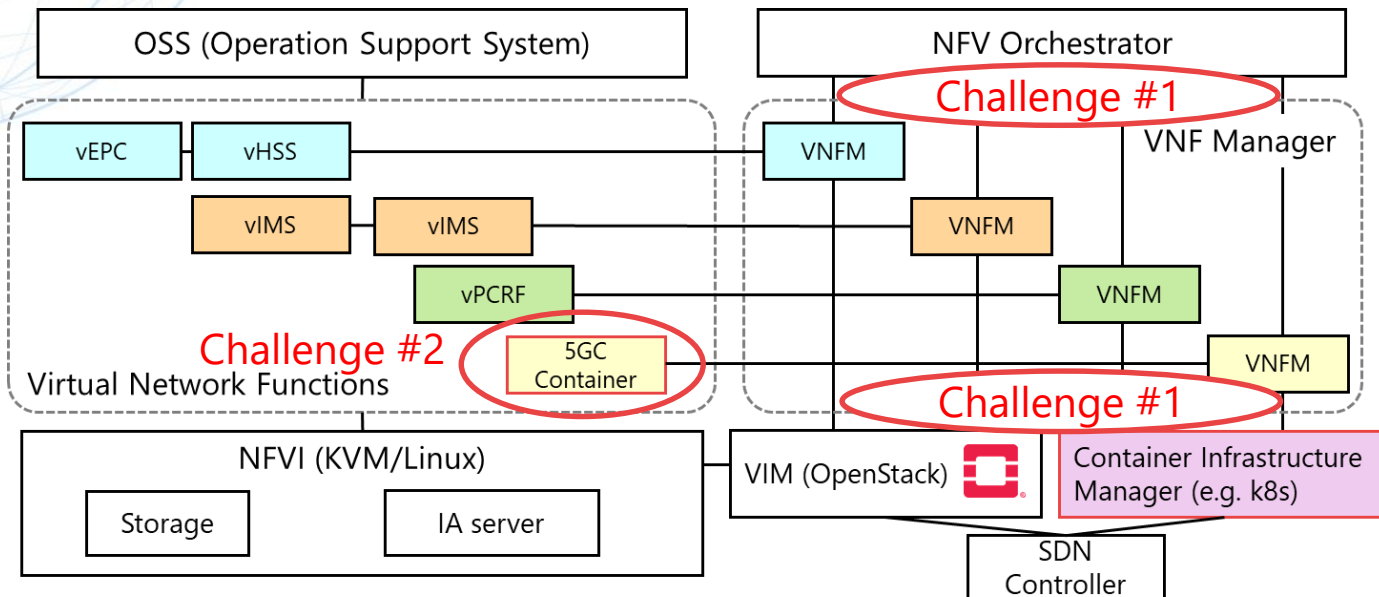 OSS (Operation Support System)
NFV Orchestrator
Challenge #1
VNF Manager
vEPC
vHSS
VNFM
vIMS
vIMS
VNFM
vPCRF
VNFM
Challenge #2
5GC
Container
VNFM
Virtual Network Functions
Challenge #1
NFVI (KVM/Linux)
Storage
IA server
VIM (OpenStack)
Container Infrastructure
Manager (e.g. k8s)
SDN
Controller